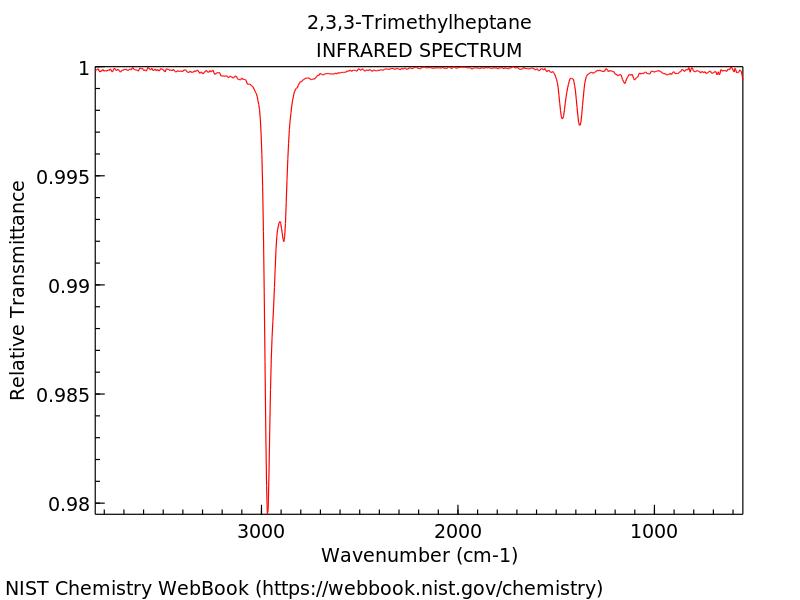 2,3,3-Trimethylheptane
INFRARED SPECTRUM
1
0.995
0.99
0.985
0.98
Relative Transmittance
3000 2000 1000
Wavenumber (cm-1)
NIST Chemistry WebBook (https://webbook.nist.gov/chemistry)